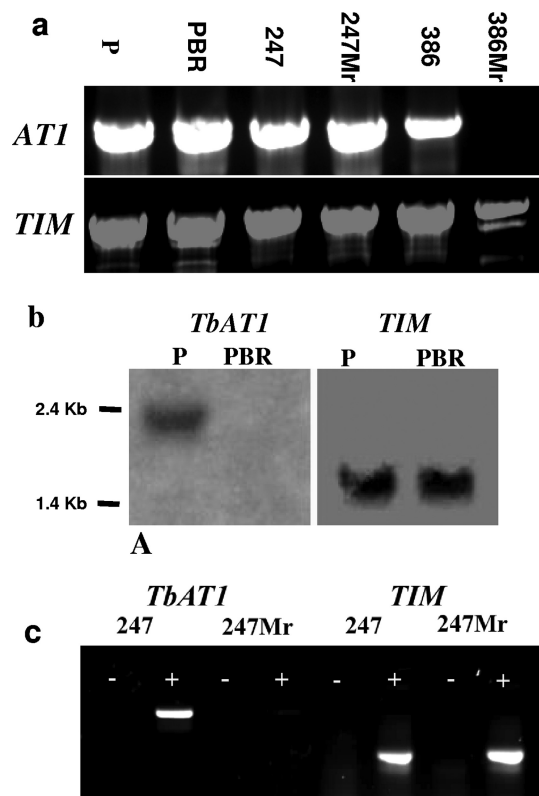 a
P PBR 247 247Mr 386 386Mr
AT1
TIM
b
TbAT1 TIM
P PBR P PBR
2.4 Kb
1.4 Kb
A
TbAT1 TIM
c 247 247Mr 247 247Mr
- + - + - + - +